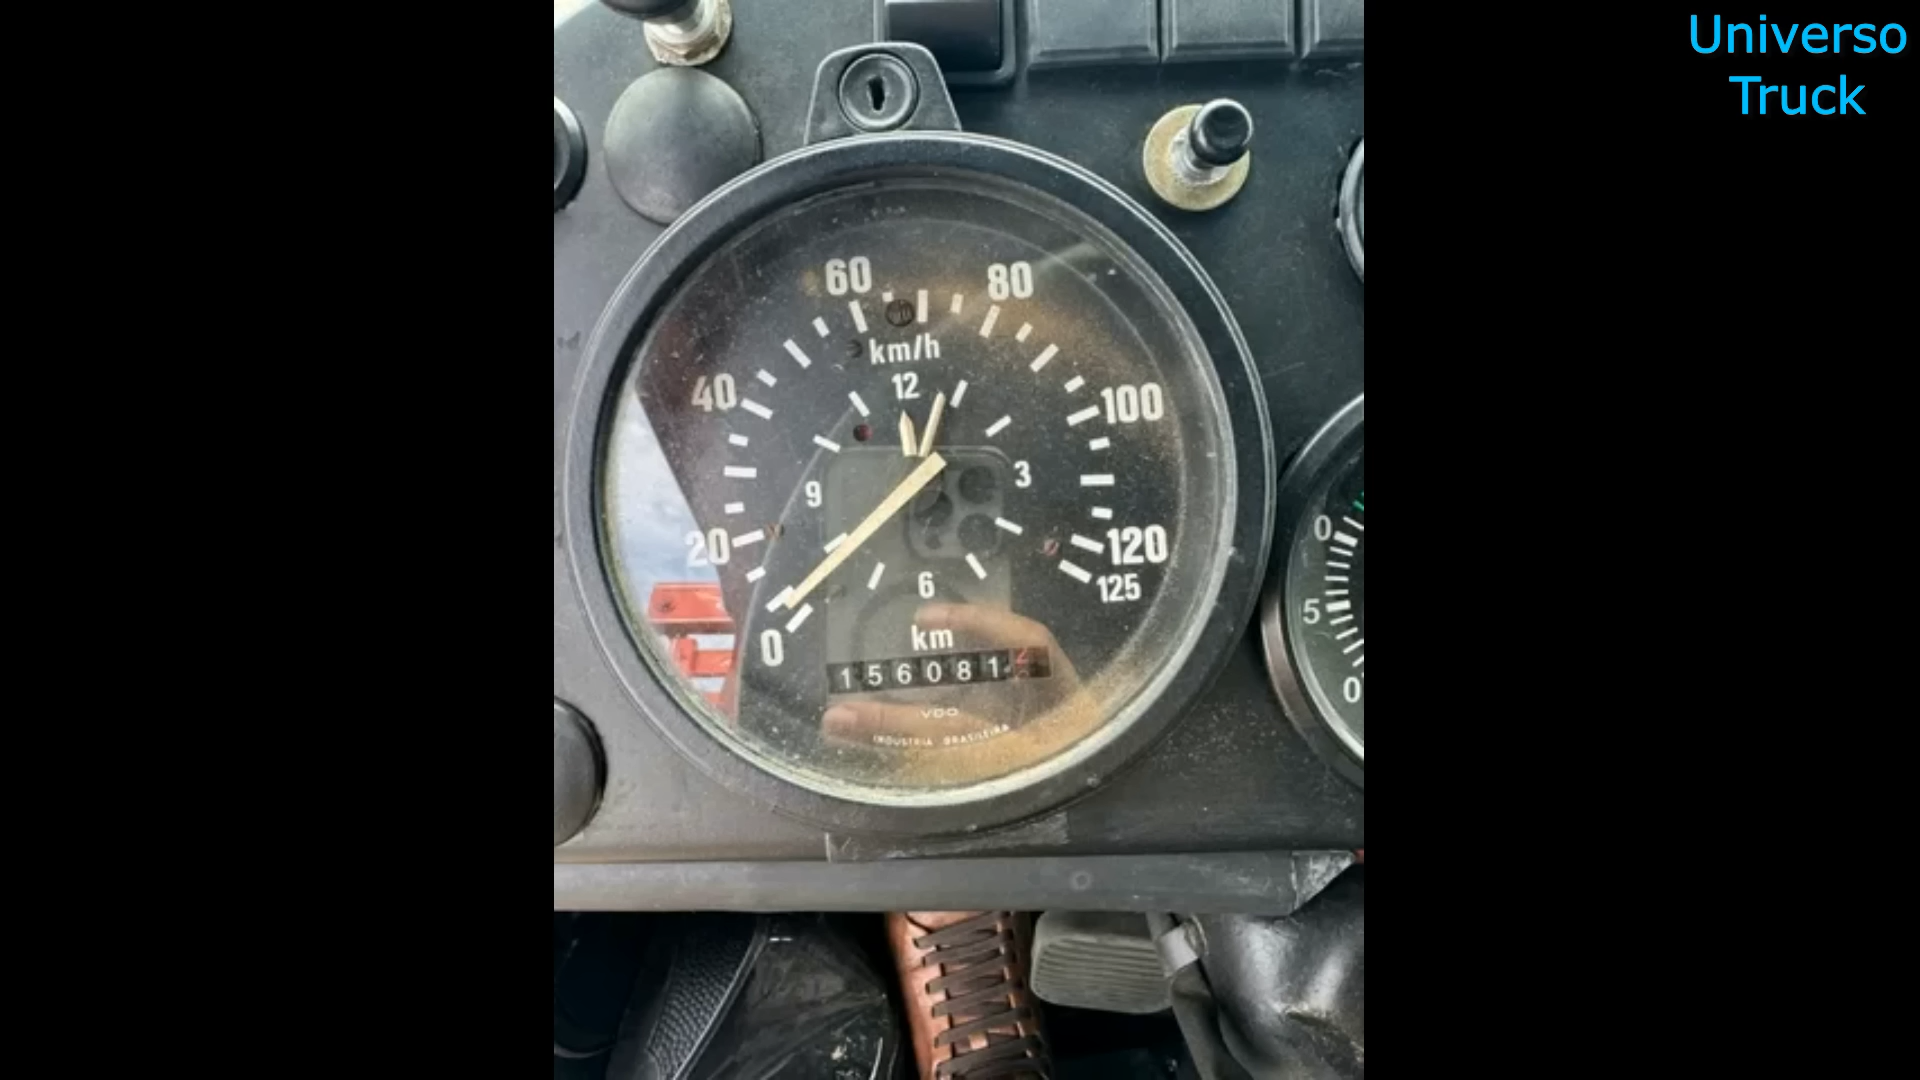 Universo
Truck
60 80
km/h
40 12 100
9 3
20 120
125
6
0 km
156081
VDO
INDUSTRIA BRASILEIRA
0
5
0